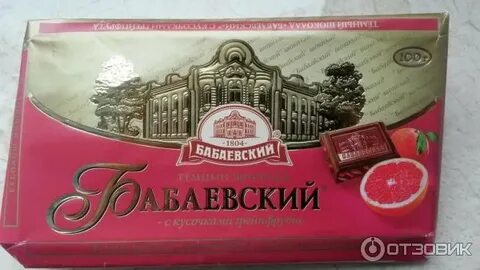 ТЕМНЫЙ ШОКОЛАД «БАБАЕВСКИЙ» С КУСОЧКАМИ ГРЕЙПФРУТА
100г
1804
БАБАЕВСКИЙ®
ТЕМНЫЙ ШОКОЛАД
БАБАЕВСКИЙ®
- с кусочками грейпфрута -
ОТЗОВИК